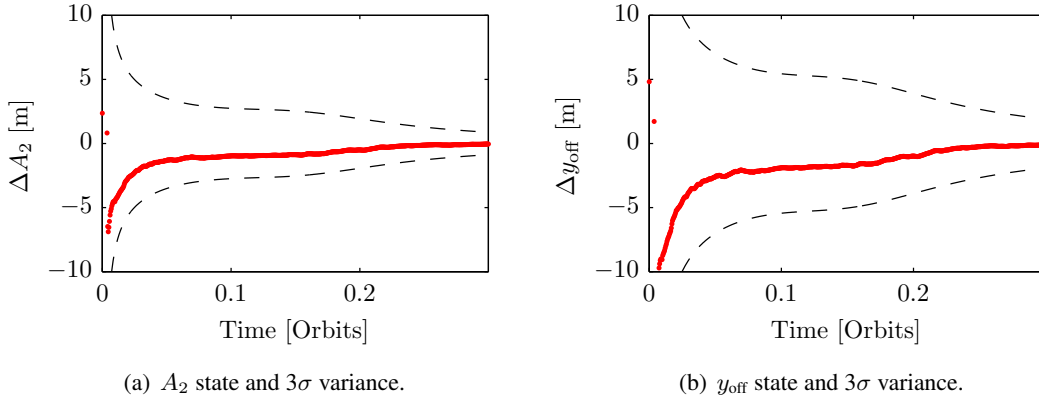 10
5
0
−5
−10
ΔA₂ [m]
0
0.1
0.2
Time [Orbits]
(a) A₂ state and 3σ variance.
10
5
0
−5
−10
Δy_off [m]
0
0.1
0.2
Time [Orbits]
(b) y_off state and 3σ variance.